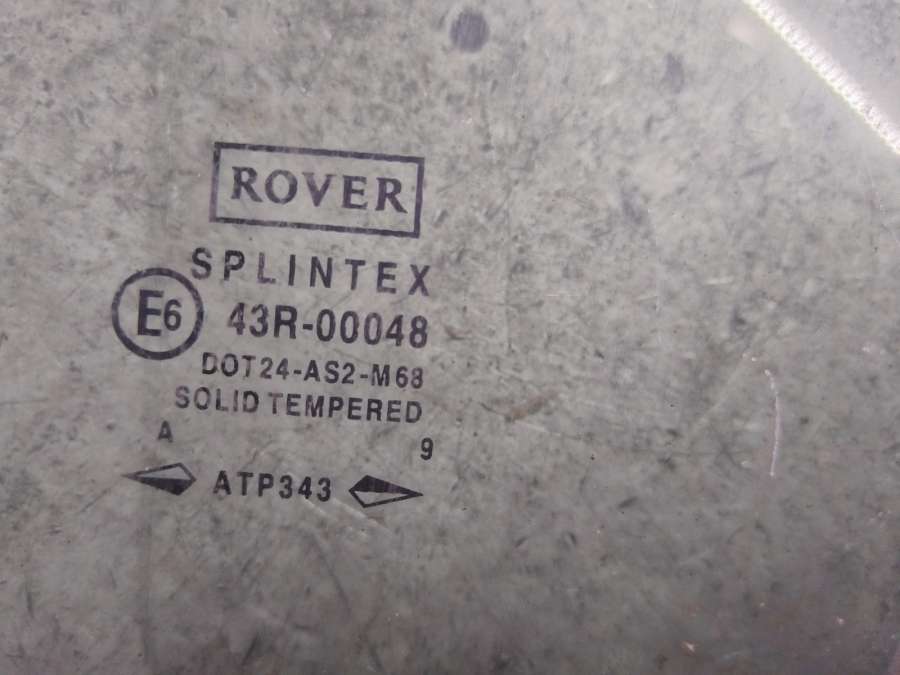 ROVER
SPLINTEX
E6 43R-00048
DOT24-AS2-M68
SOLID TEMPERED
A 9
ATP343